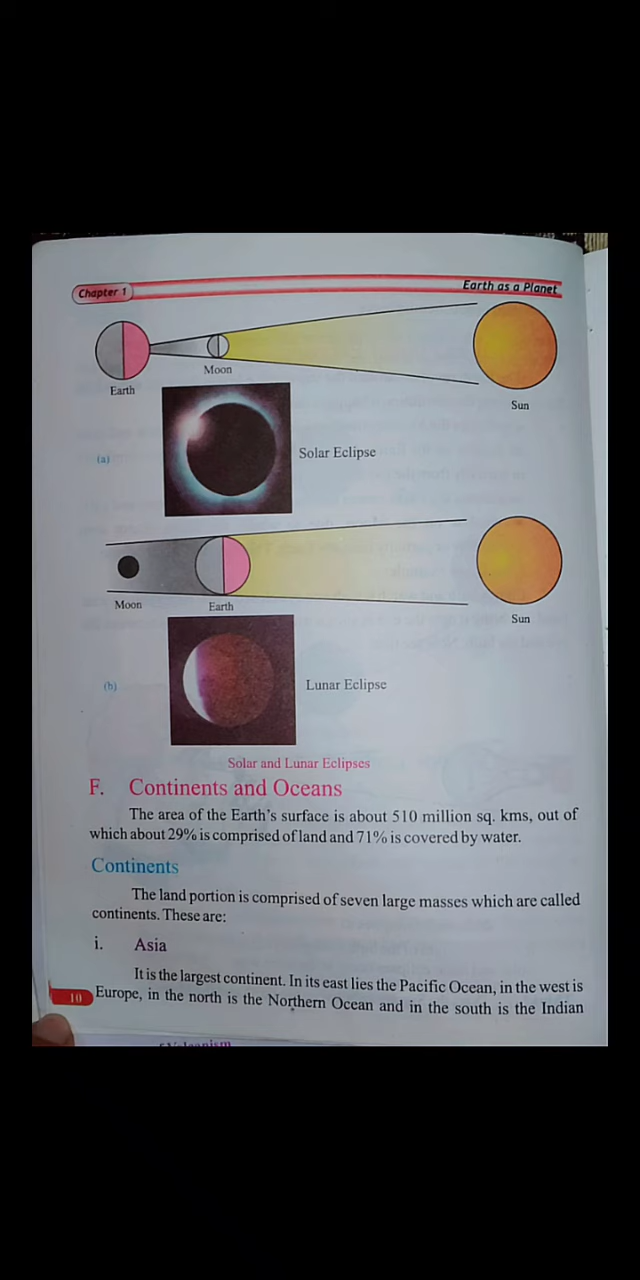 Chapter 1
Earth as a Planet
Earth
Moon
Sun
(a)
Solar Eclipse
Moon
Earth
Sun
(b)
Lunar Eclipse
Solar and Lunar Eclipses
F. Continents and Oceans
The area of the Earth's surface is about 510 million sq. kms, out of
which about 29% is comprised of land and 71% is covered by water.
Continents
The land portion is comprised of seven large masses which are called
continents. These are:
i. Asia
It is the largest continent. In its east lies the Pacific Ocean, in the west is
Europe, in the north is the Northern Ocean and in the south is the Indian
10